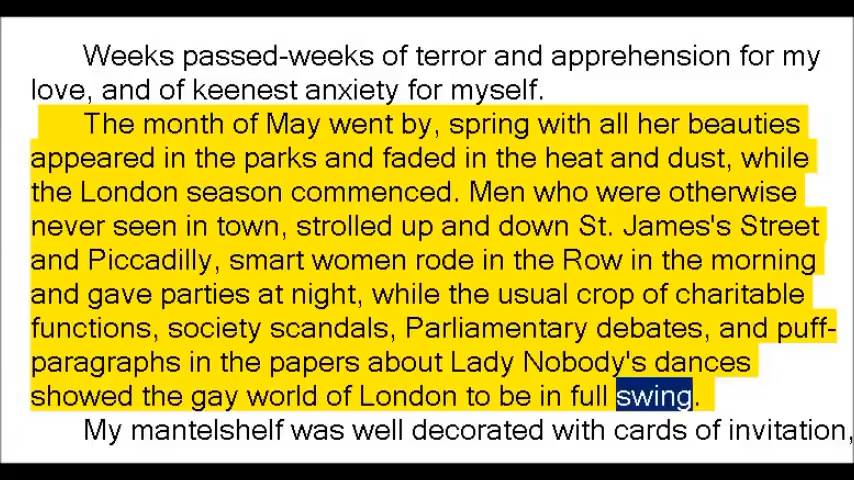 Weeks passed-weeks of terror and apprehension for my
love, and of keenest anxiety for myself.
The month of May went by, spring with all her beauties
appeared in the parks and faded in the heat and dust, while
the London season commenced. Men who were otherwise
never seen in town, strolled up and down St. James's Street
and Piccadilly, smart women rode in the Row in the morning
and gave parties at night, while the usual crop of charitable
functions, society scandals, Parliamentary debates, and puff-
paragraphs in the papers about Lady Nobody's dances
showed the gay world of London to be in full swing.
My mantelshelf was well decorated with cards of invitation,